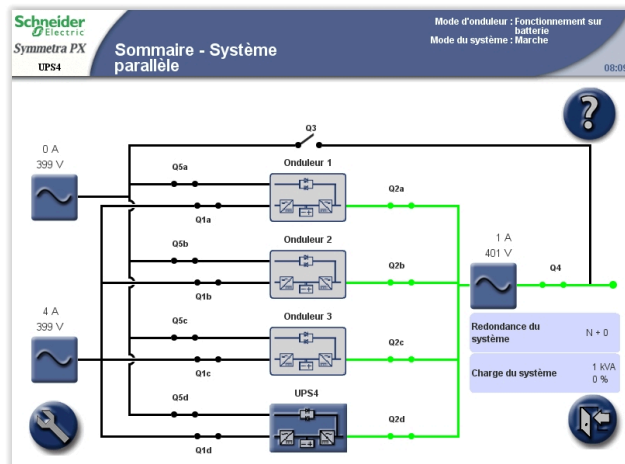 Schneider
Electric
Symmetra PX
UPS4
Sommaire - Système
parallèle
Mode d'onduleur : Fonctionnement sur
batterie
Mode du système : Marche
08:09
Q3
0 A
399 V
Q5a
Onduleur 1
Q2a
Q1a
Q5b
Onduleur 2
Q2b
Q1b
1 A
401 V
Q4
4 A
399 V
Q5c
Onduleur 3
Q2c
Q1c
Redondance du
système
N + 0
Charge du système
1 kVA
0 %
Q5d
UPS4
Q2d
Q1d